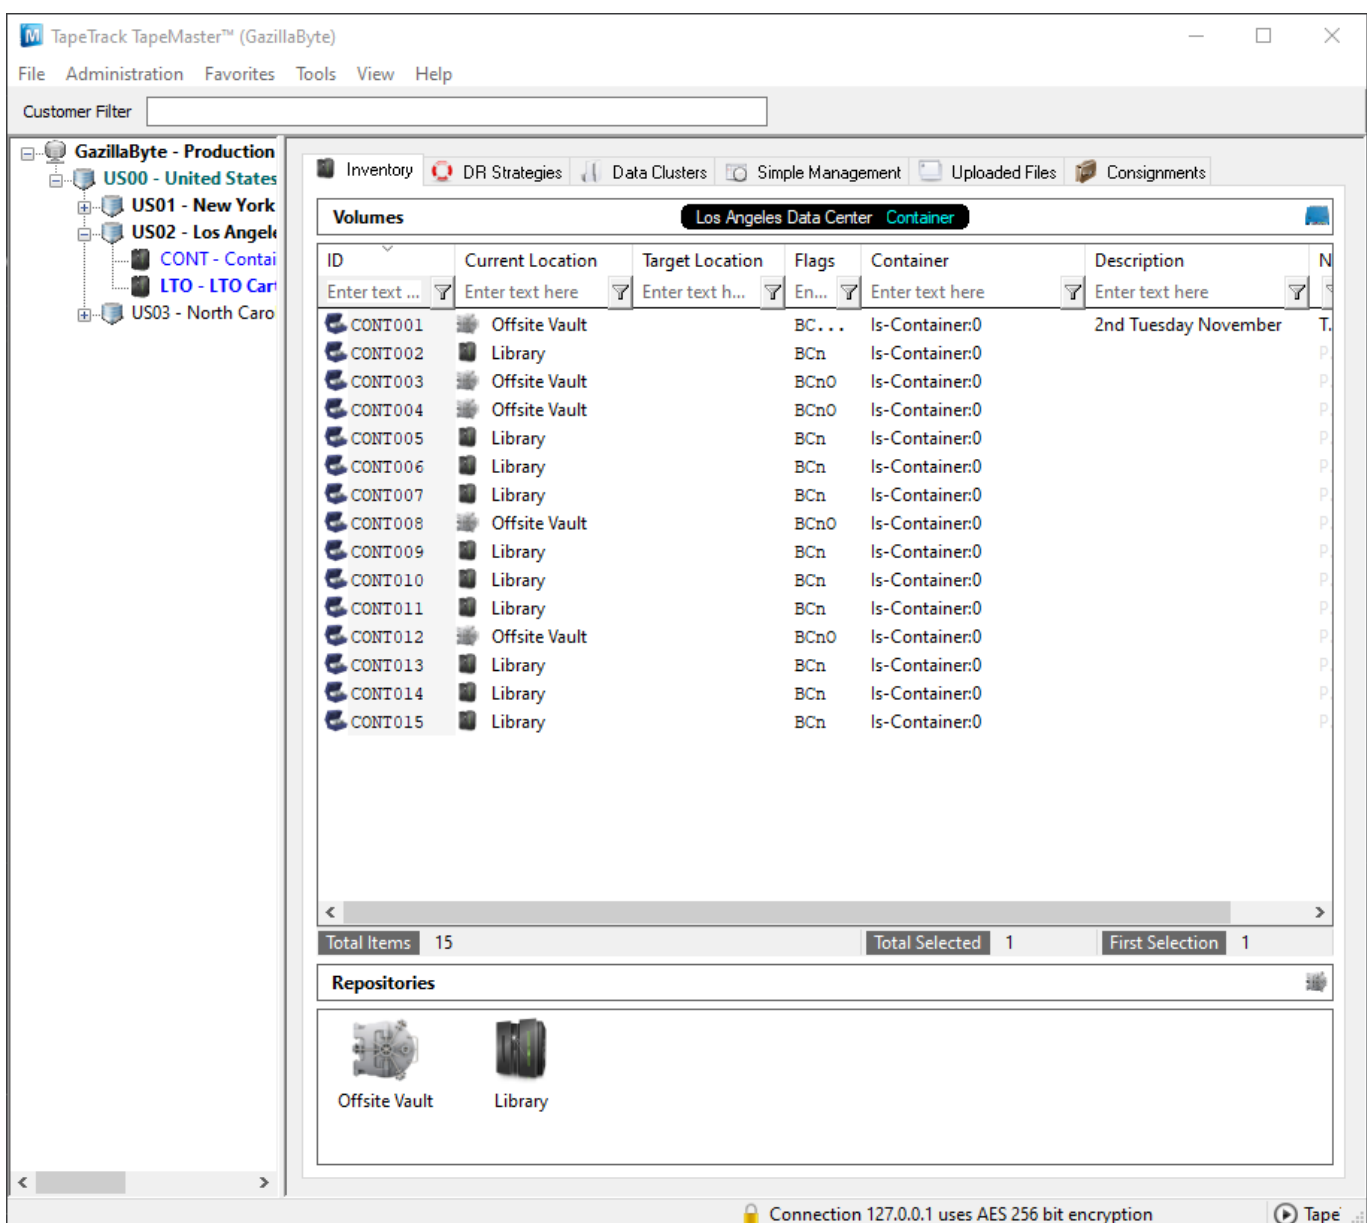 TapeTrack TapeMaster™ (GazillaByte)
File Administration Favorites Tools View Help
Customer Filter
GazillaByte - Production
US00 - United States
US01 - New York
US02 - Los Angele
CONT - Contai
LTO - LTO Cart
US03 - North Caro
Inventory DR Strategies Data Clusters Simple Management Uploaded Files Consignments
Volumes Los Angeles Data Center Container
ID Current Location Target Location Flags Container Description N
Enter text ... Enter text here Enter text h... En... Enter text here Enter text here
CONT001 Offsite Vault BC... Is-Container:0 2nd Tuesday November T.
CONT002 Library BCn Is-Container:0 P.
CONT003 Offsite Vault BCnO Is-Container:0 P.
CONT004 Offsite Vault BCnO Is-Container:0 P.
CONT005 Library BCn Is-Container:0 P.
CONT006 Library BCn Is-Container:0 P.
CONT007 Library BCn Is-Container:0 P.
CONT008 Offsite Vault BCnO Is-Container:0 P.
CONT009 Library BCn Is-Container:0 P.
CONT010 Library BCn Is-Container:0 P.
CONT011 Library BCn Is-Container:0 P.
CONT012 Offsite Vault BCnO Is-Container:0 P.
CONT013 Library BCn Is-Container:0 P.
CONT014 Library BCn Is-Container:0 P.
CONT015 Library BCn Is-Container:0 P.
Total Items 15 Total Selected 1 First Selection 1
Repositories
Offsite Vault Library
Connection 127.0.0.1 uses AES 256 bit encryption Tape